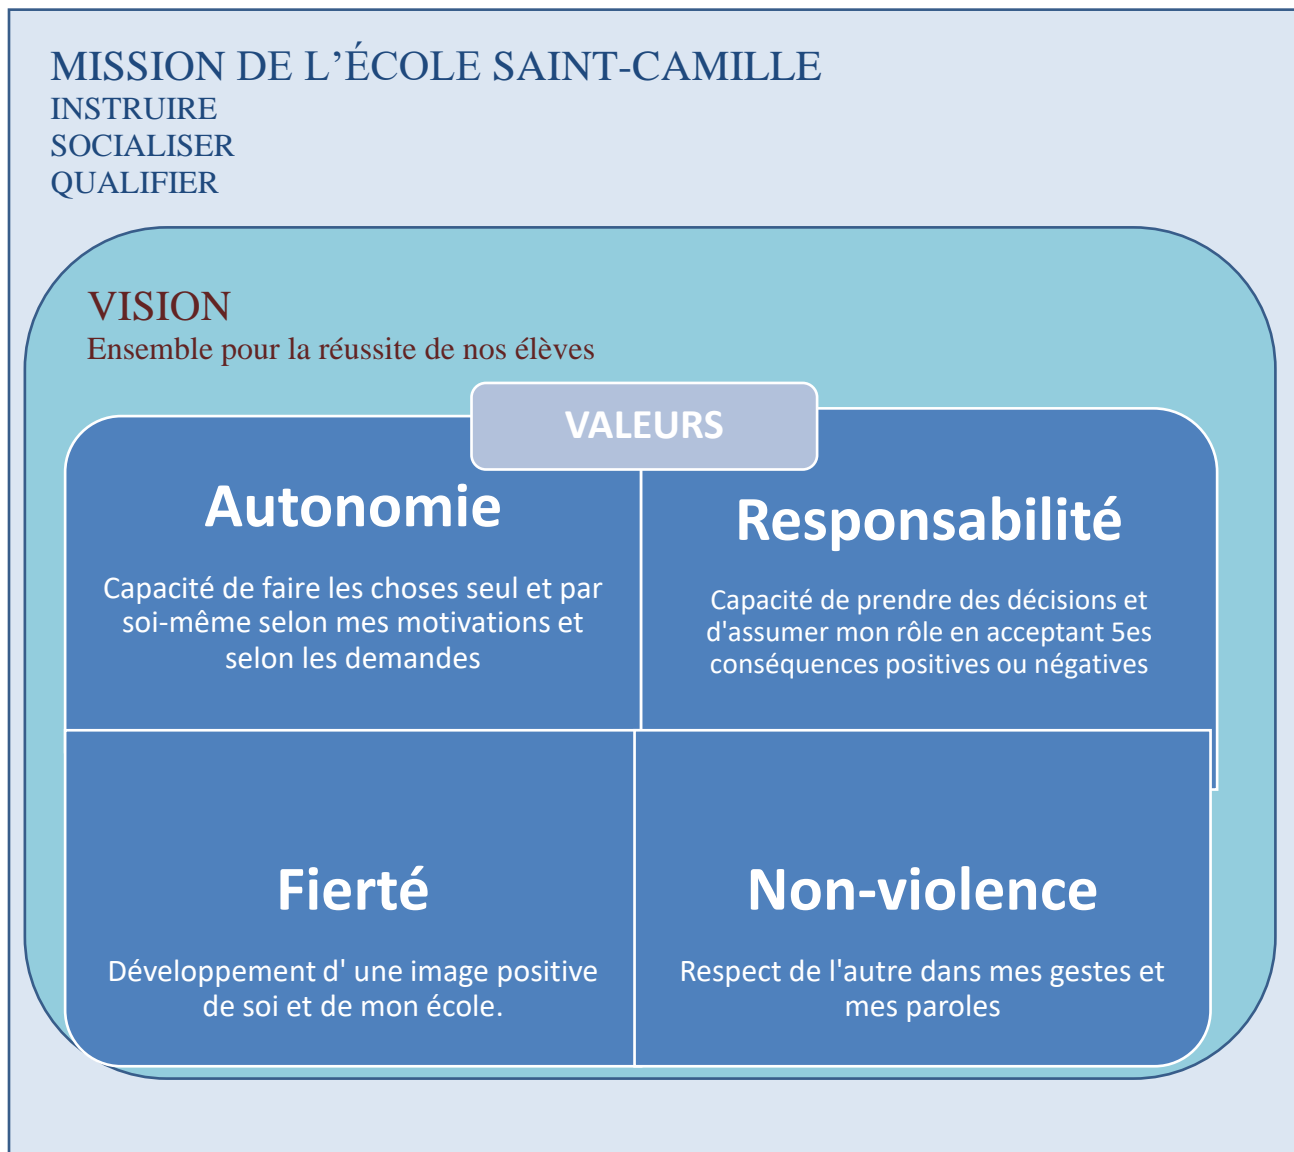 MISSION DE L'ÉCOLE SAINT-CAMILLE
INSTRUIRE
SOCIALISER
QUALIFIER
VISION
Ensemble pour la réussite de nos élèves
VALEURS
Autonomie
Capacité de faire les choses seul et par
soi-même selon mes motivations et
selon les demandes
Responsabilité
Capacité de prendre des décisions et
d'assumer mon rôle en acceptant 5es
conséquences positives ou négatives
Fierté
Développement d' une image positive
de soi et de mon école.
Non-violence
Respect de l'autre dans mes gestes et
mes paroles